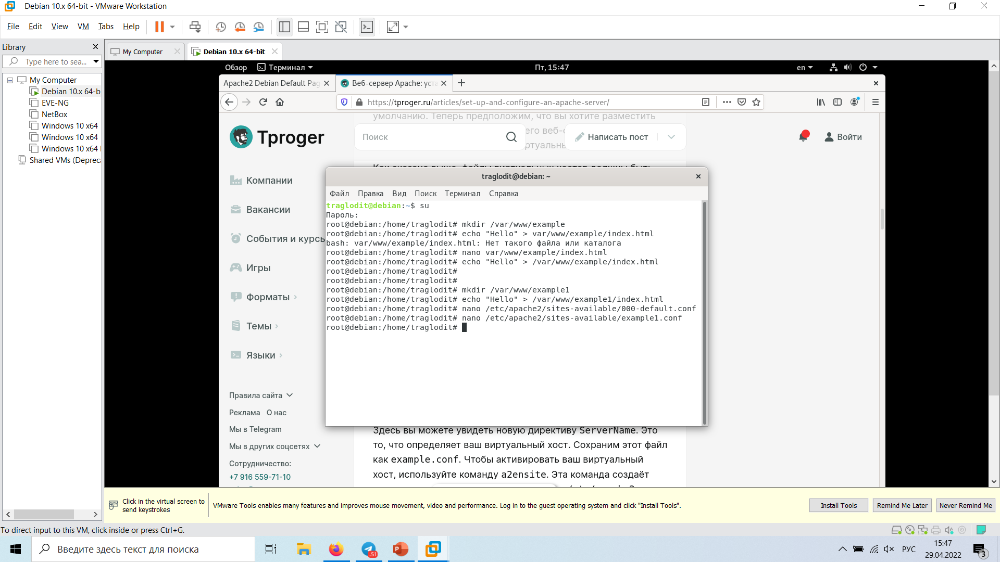 Debian 10.x 64-bit - VMware Workstation
File Edit View VM Tabs Help
Library
Type here to sea...
My Computer
Debian 10.x 64-b
EVE-NG
NetBox
Windows 10 x64
Windows 10 x64
Windows 10 x64
Shared VMs (Depreca
My Computer
Debian 10.x 64-bit
Обзор Терминал Пт, 15:47 en
Apache2 Debian Default Pag
Веб-сервер Apache: уста
https://tproger.ru/articles/set-up-and-configure-an-apache-server/
умолчанию. Теперь предположим, что вы хотите разместить
его веб-с
ртуальны
Tproger
Поиск
Написать пост
Войти
Как сказано выше, файлы виртуальных хостов должны быть
Компании
Вакансии
События и курсы
Игры
Форматы
Темы
Языки
Правила сайта
Реклама О нас
Мы в Telegram
Мы в других соцсетях
Сотрудничество:
+7 916 559-71-10
traglodit@debian: ~
Файл Правка Вид Поиск Терминал Справка
traglodit@debian:~$ su
Пароль:
root@debian:/home/traglodit# mkdir /var/www/example
root@debian:/home/traglodit# echo "Hello" > var/www/example/index.html
bash: var/www/example/index.html: Нет такого файла или каталога
root@debian:/home/traglodit# nano var/www/example/index.html
root@debian:/home/traglodit# echo "Hello" > /var/www/example/index.html
root@debian:/home/traglodit#
root@debian:/home/traglodit#
root@debian:/home/traglodit# mkdir /var/www/example1
root@debian:/home/traglodit# echo "Hello" > /var/www/example1/index.html
root@debian:/home/traglodit# nano /etc/apache2/sites-available/000-default.conf
root@debian:/home/traglodit# nano /etc/apache2/sites-available/example1.conf
root@debian:/home/traglodit#
Здесь вы можете увидеть новую директиву ServerName. Это
то, что определяет ваш виртуальный хост. Сохраним этот файл
как example.conf. Чтобы активировать ваш виртуальный
хост, используйте команду a2ensite. Эта команда создаёт
Click in the virtual screen to
send keystrokes
VMware Tools enables many features and improves mouse movement, video and performance. Log in to the guest operating system and click "Install Tools".
Install Tools
Remind Me Later
Never Remind Me
To direct input to this VM, click inside or press Ctrl+G.
Введите здесь текст для поиска
51
P
РУС
15:47
29.04.2022
3